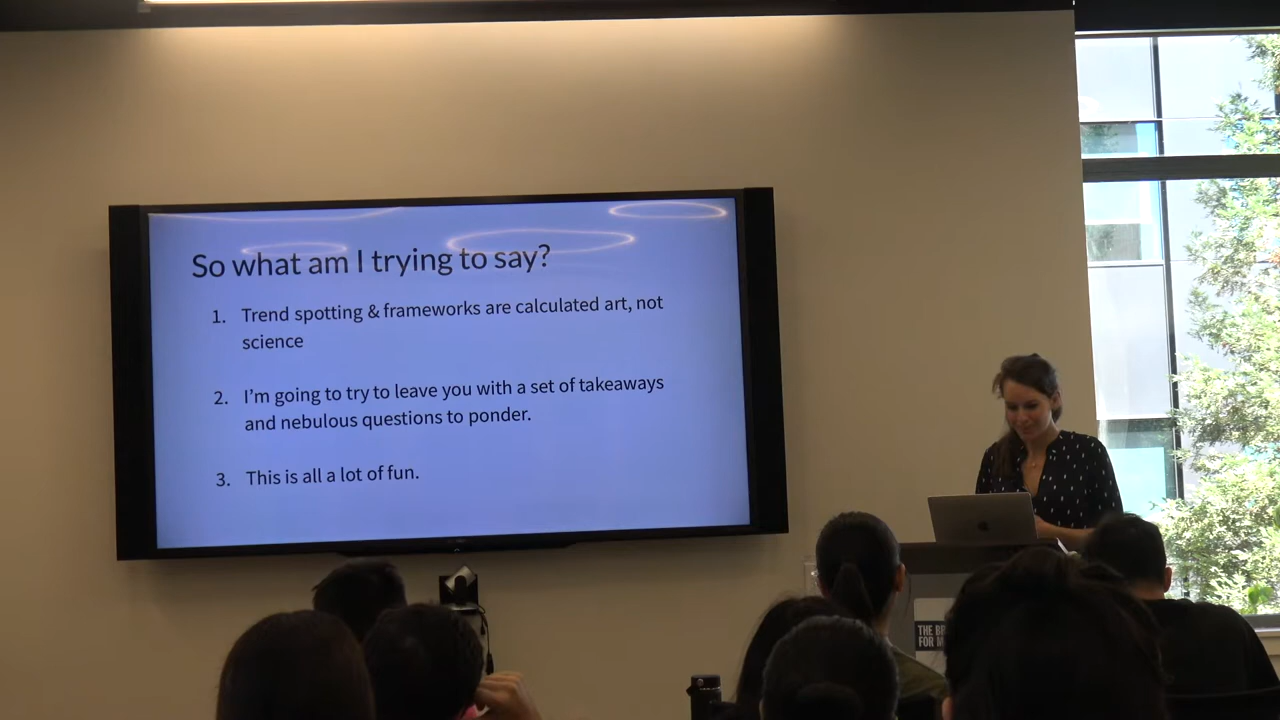 So what am I trying to say?
1. Trend spotting & frameworks are calculated art, not
science
2. I'm going to try to leave you with a set of takeaways
and nebulous questions to ponder.
3. This is all a lot of fun.
THE
FOR